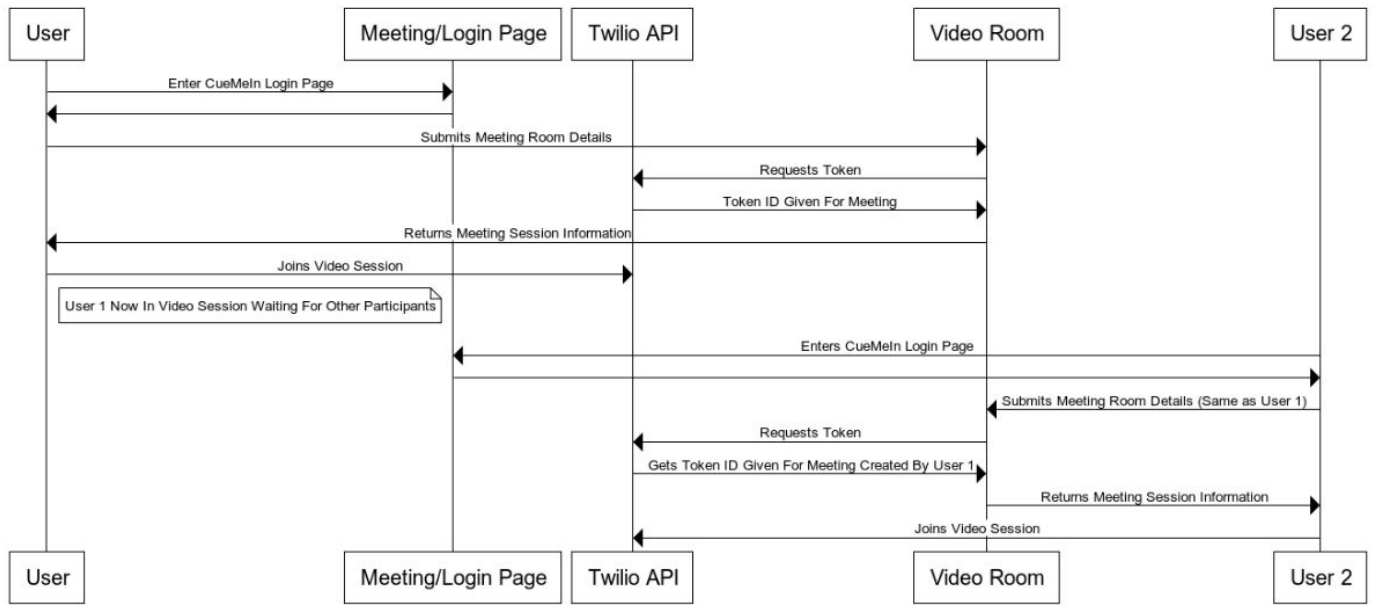 User
Meeting/Login Page
Twilio API
Video Room
User 2
Enter CueMeIn Login Page
Submits Meeting Room Details
Requests Token
Token ID Given For Meeting
Returns Meeting Session Information
Joins Video Session
User 1 Now In Video Session Waiting For Other Participants
Enters CueMeIn Login Page
Submits Meeting Room Details (Same as User 1)
Requests Token
Gets Token ID Given For Meeting Created By User 1
Returns Meeting Session Information
Joins Video Session
User
Meeting/Login Page
Twilio API
Video Room
User 2